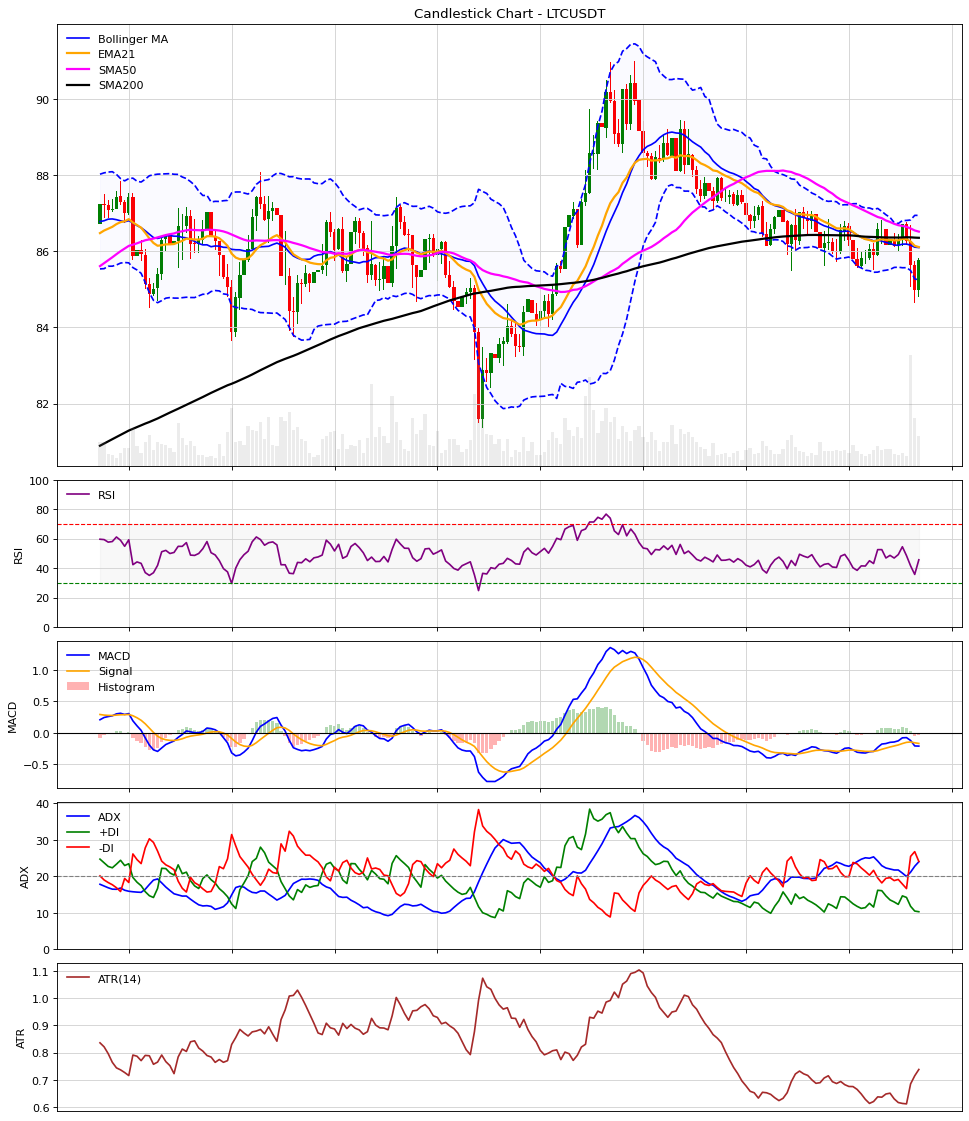 Candlestick Chart - LTCUSDT
Bollinger MA
EMA21
SMA50
SMA200
90
88
86
84
82
100
80
60
40
20
0
RSI
RSI
1.0
0.5
0.0
−0.5
MACD
MACD
Signal
Histogram
40
30
20
10
0
ADX
ADX
+DI
-DI
1.1
1.0
0.9
0.8
0.7
0.6
ATR
ATR(14)